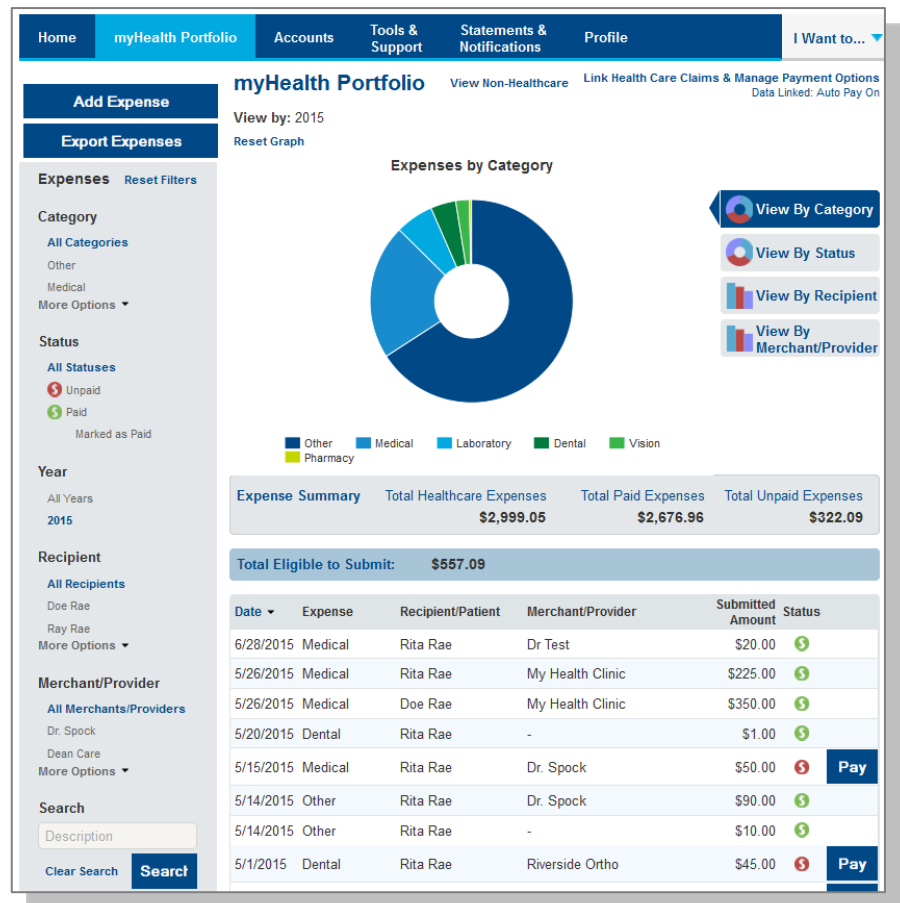 Home myHealth Portfolio Accounts Tools & Support Statements & Notifications Profile I Want to...
Add Expense
Export Expenses
Expenses Reset Filters
Category
All Categories
Other
Medical
More Options
Status
All Statuses
Unpaid
Paid
Marked as Paid
Year
All Years
2015
Recipient
All Recipients
Doe Rae
Ray Rae
More Options
Merchant/Provider
All Merchants/Providers
Dr. Spock
Dean Care
More Options
Search
Description
Clear Search Search
myHealth Portfolio View Non-Healthcare Link Health Care Claims & Manage Payment Options
Data Linked: Auto Pay On
View by: 2015
Reset Graph
Expenses by Category
View By Category
View By Status
View By Recipient
View By
Merchant/Provider
Other Medical Laboratory Dental Vision
Pharmacy
Expense Summary Total Healthcare Expenses Total Paid Expenses Total Unpaid Expenses
$2,999.05 $2,676.96 $322.09
Total Eligible to Submit: $557.09
Date Expense Recipient/Patient Merchant/Provider Submitted Amount Status
6/28/2015 Medical Rita Rae Dr Test $20.00
5/26/2015 Medical Rita Rae My Health Clinic $225.00
5/26/2015 Medical Doe Rae My Health Clinic $350.00
5/20/2015 Dental Rita Rae - $1.00
5/15/2015 Medical Rita Rae Dr. Spock $50.00 Pay
5/14/2015 Other Rita Rae Dr. Spock $90.00
5/14/2015 Other Rita Rae - $10.00
5/1/2015 Dental Rita Rae Riverside Ortho $45.00 Pay